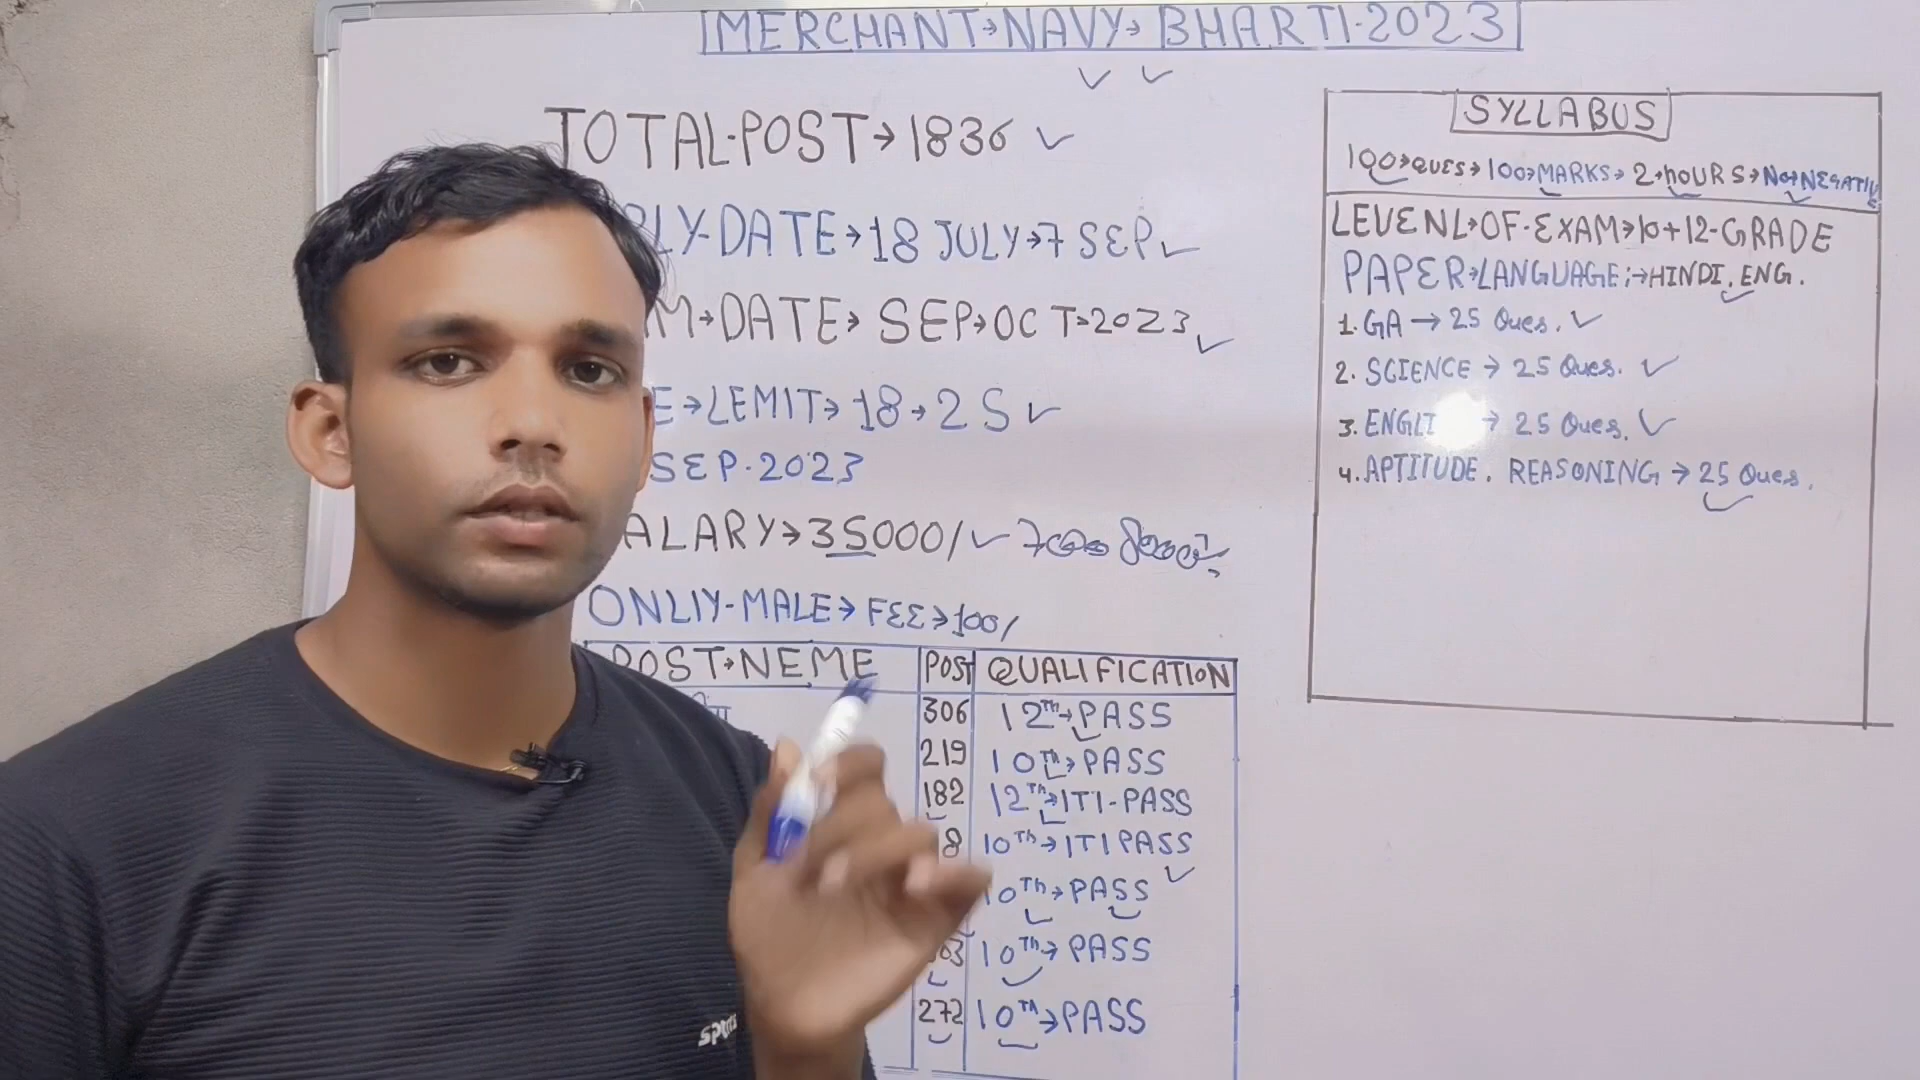 MERCHANT→NAVY→BHARTI·2023
TOTAL·POST→1836
LY-DATE→18 JULY→7 SEP
M→DATE→SEP→OCT→2023
E→LEMIT→18→25
SEP·2023
ALARY→35000/
ONLIY-MALE→FEE→100/
POST→NEME POST QUALIFICATION
306 12Th→PASS
219 10Th→PASS
182 12Th→ITI-PASS
8 10Th→ITI PASS
10Th→PASS
03 10Th→PASS
272 10Th→PASS
SYLLABUS
100→QUES→100→MARKS→2→hOURS→No→NEGATIV
LEVENL→OF·EXAM→10+12-GRADE
PAPER→LANGUAGE:→HINDI, ENG.
1. GA → 25 Ques.
2. SCIENCE → 25 Ques.
3. ENGLI → 25 Ques.
4. APTITUDE. REASONING → 25 Ques.